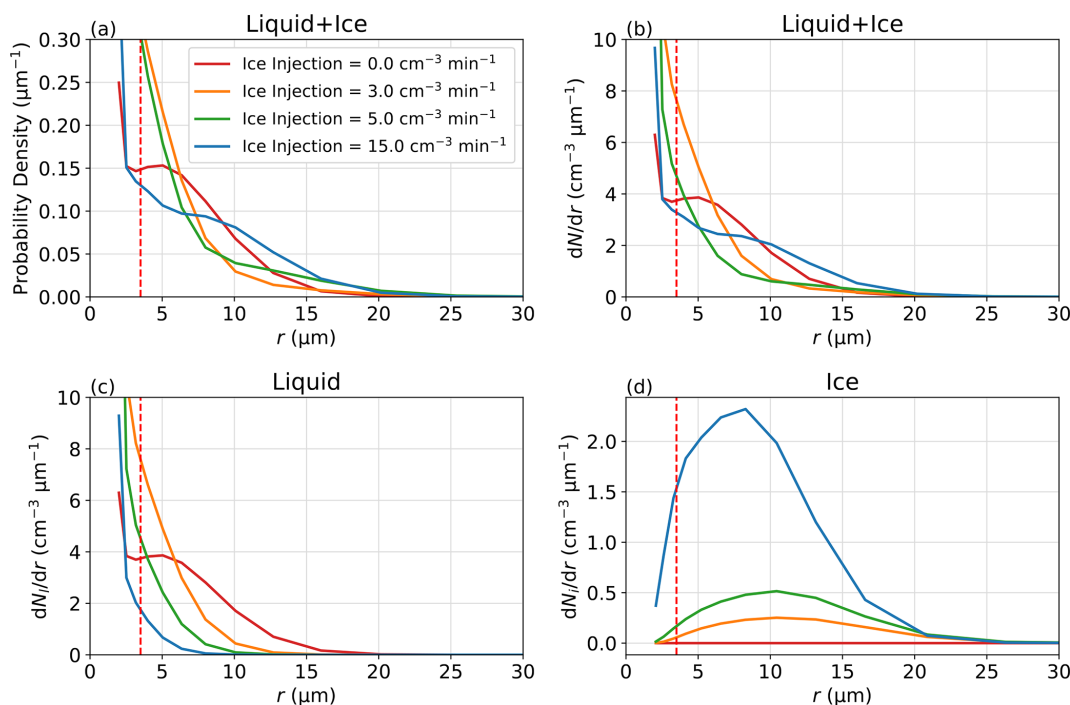 (a)
Liquid+Ice
Probability Density (μm⁻¹)
0.30
0.25
0.20
0.15
0.10
0.05
0.00
Ice Injection = 0.0 cm⁻³ min⁻¹
Ice Injection = 3.0 cm⁻³ min⁻¹
Ice Injection = 5.0 cm⁻³ min⁻¹
Ice Injection = 15.0 cm⁻³ min⁻¹
0 5 10 15 20 25 30
r (μm)
(b)
Liquid+Ice
dN/dr (cm⁻³ μm⁻¹)
10
8
6
4
2
0
0 5 10 15 20 25 30
r (μm)
(c)
Liquid
dNₗ/dr (cm⁻³ μm⁻¹)
10
8
6
4
2
0
0 5 10 15 20 25 30
r (μm)
(d)
Ice
dNᵢ/dr (cm⁻³ μm⁻¹)
2.0
1.5
1.0
0.5
0.0
0 5 10 15 20 25 30
r (μm)